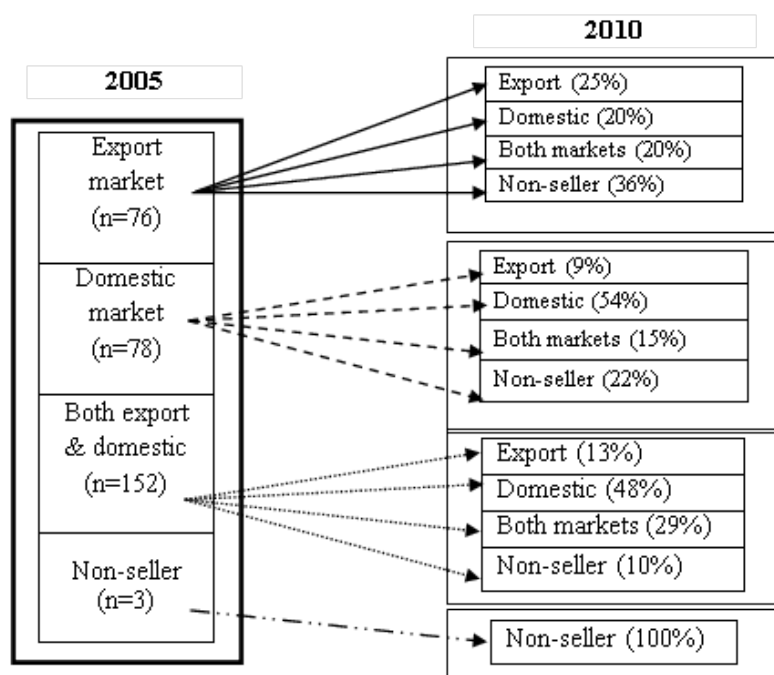 2005
Export
market
(n=76)
Domestic
market
(n=78)
Both export
& domestic
(n=152)
Non-seller
(n=3)
2010
Export (25%)
Domestic (20%)
Both markets (20%)
Non-seller (36%)
Export (9%)
Domestic (54%)
Both markets (15%)
Non-seller (22%)
Export (13%)
Domestic (48%)
Both markets (29%)
Non-seller (10%)
Non-seller (100%)